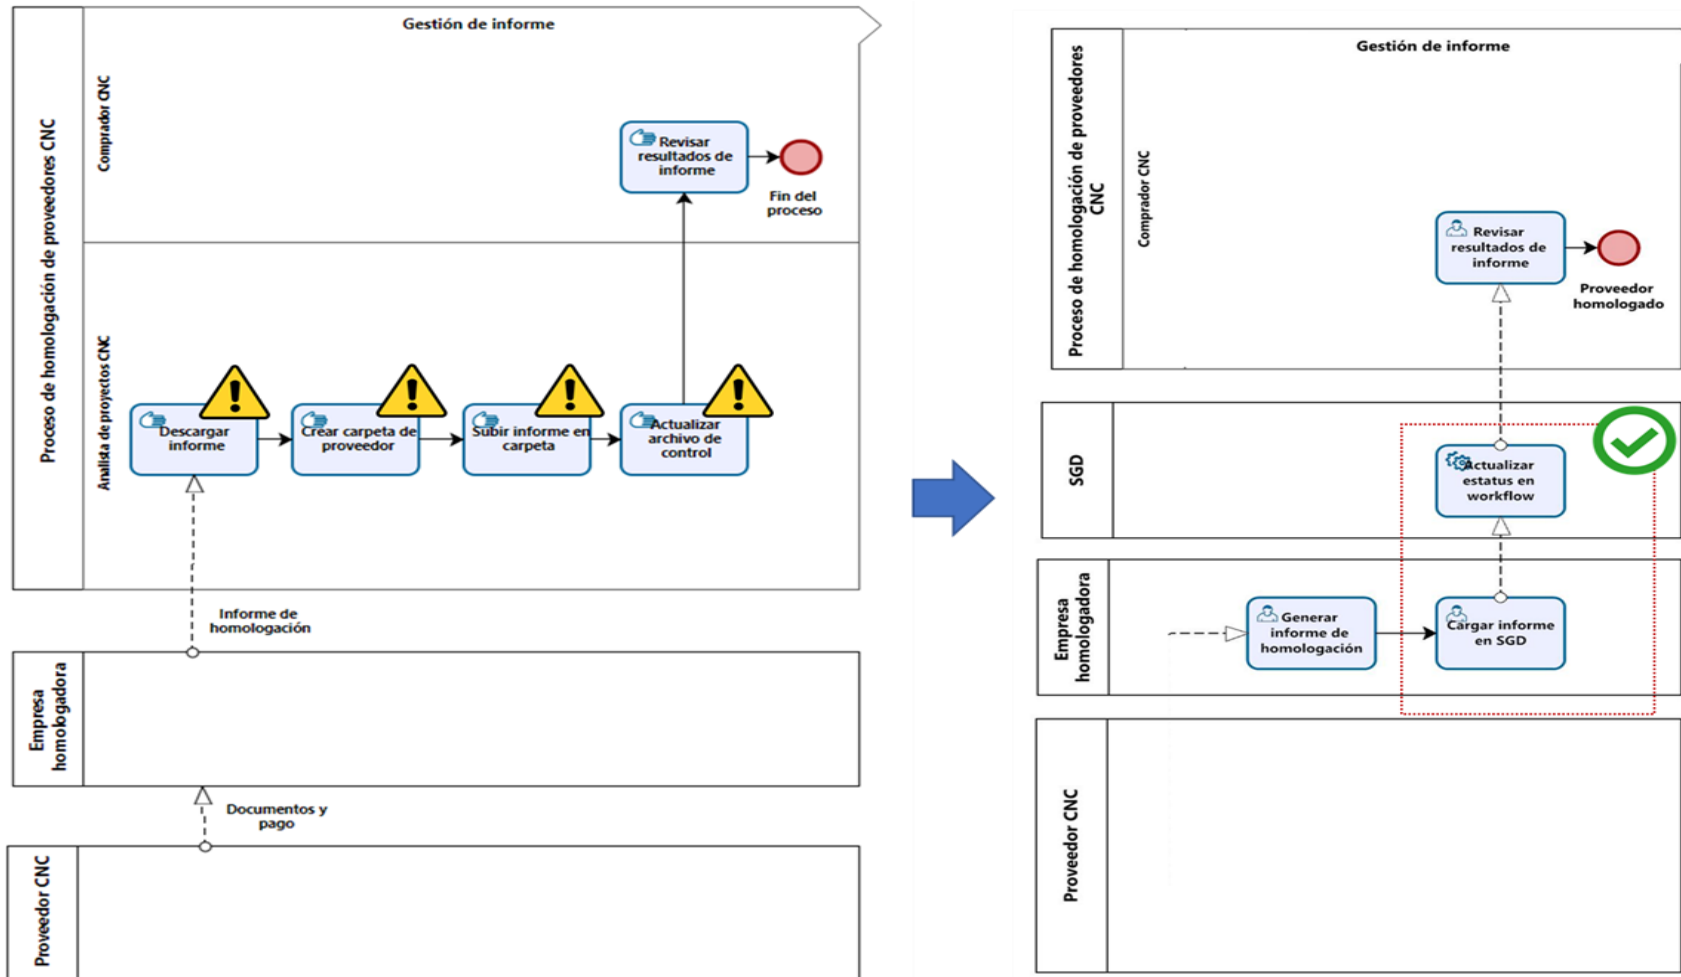 Gestión de informe
Proceso de homologación de proveedores CNC
Comprador CNC
Revisar
resultados de
informe
Fin del
proceso
Analista de proyectos CNC
Descargar
informe
Crear carpeta de
proveedor
Subir informe en
carpeta
Actualizar
archivo de
control
Informe de
homologación
Empresa
homologadora
Documentos y
pago
Proveedor CNC
Gestión de informe
Proceso de homologación de proveedores
CNC
Comprador CNC
Revisar
resultados de
informe
Proveedor
homologado
SGD
Actualizar
estatus en
workflow
Empresa
homologadora
Generar
informe de
homologación
Cargar informe
en SGD
Proveedor CNC